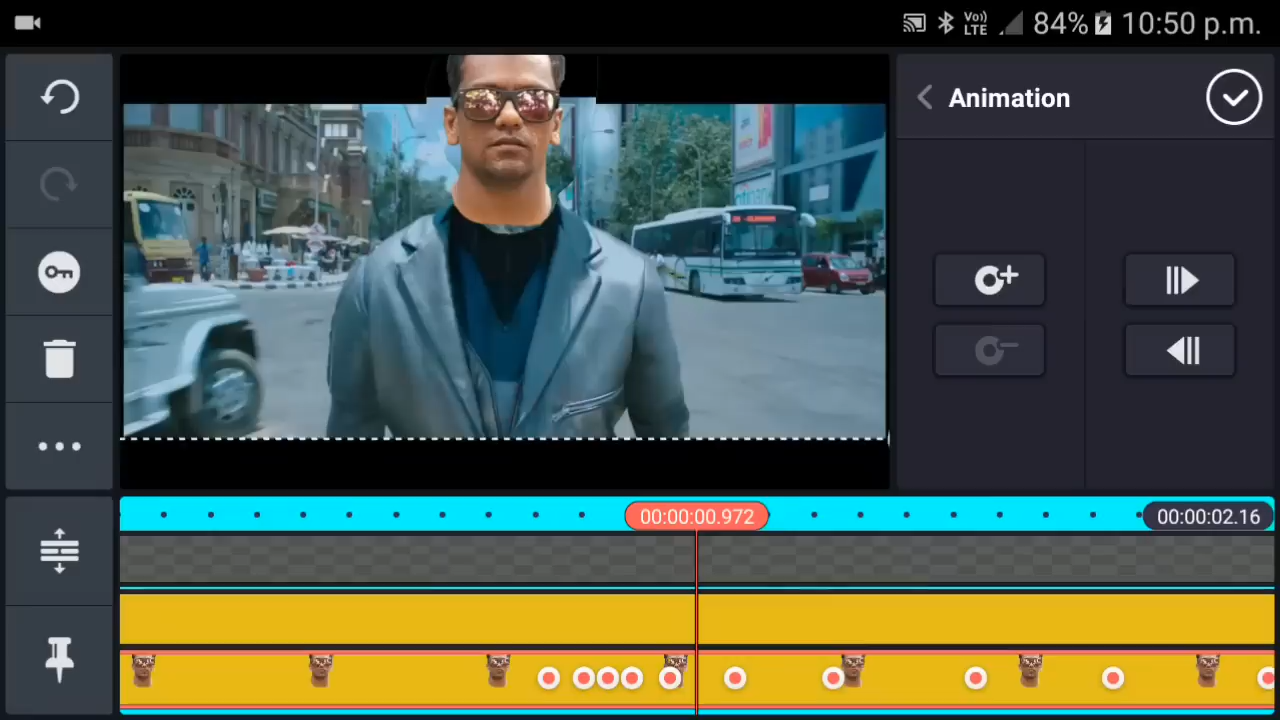 Vo))
LTE
84%
10:50 p.m.
Animation
00:00:00.972
00:00:02.16